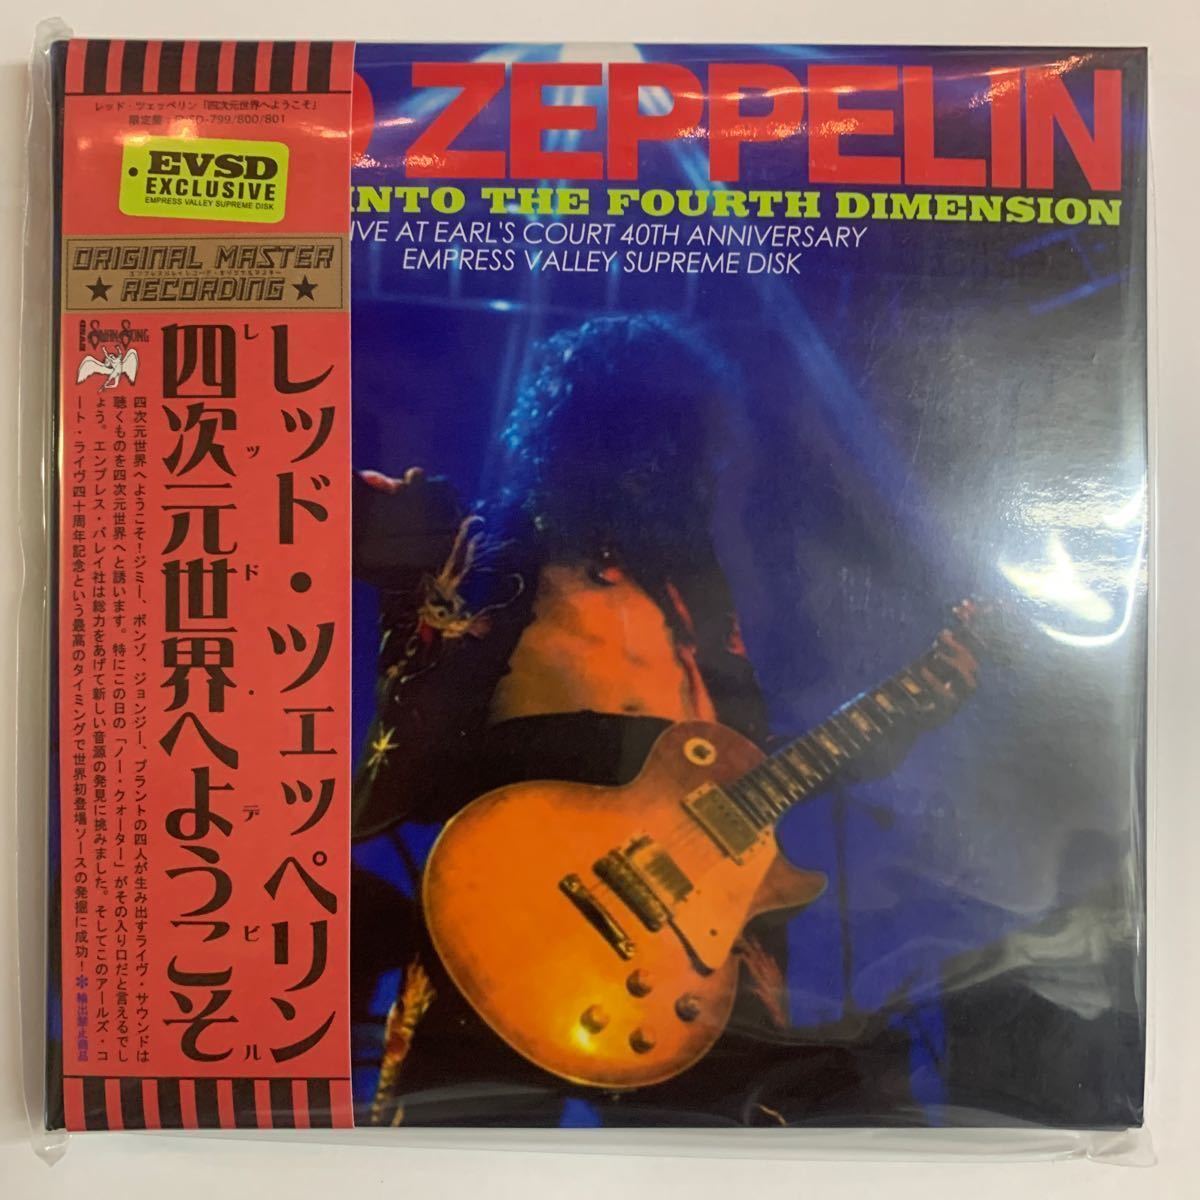 レッド・ツェッペリン「四次元世界へようこそ」
限定盤：EVSD-799/800/801
EVSD
EXCLUSIVE
EMPRESS VALLEY SUPREME DISK
ORIGINAL MASTER
★ RECORDING ★
SWAN SONG
レッド・ツェッペリン
レッド・デビル
四次元世界へようこそ
四次元世界へようこそ！ジミー、ボンゾ、ジョンジー、プラントの四人が生み出すライヴ・サウンドは
聴くものを四次元世界へと誘います。特にこの日の「ノー・クォーター」がその入り口だと言えるでし
ょう。エンプレス・バレイ社は総力をあげて新しい音源の発見に挑みました。そしてこのアールズ・コ
ート・ライヴ四十周年記念という最高のタイミングで世界初登場ソースの発掘に成功！✽輸出禁止商品
D ZEPPELIN
INTO THE FOURTH DIMENSION
IVE AT EARL'S COURT 40TH ANNIVERSARY
EMPRESS VALLEY SUPREME DISK